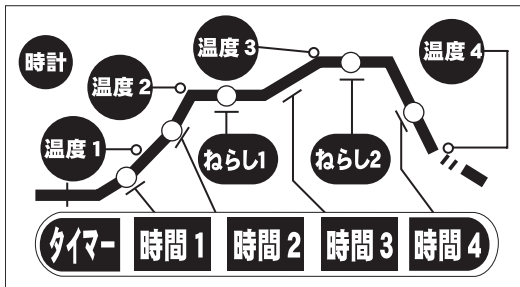 時計
温度1
温度2
温度3
温度4
ねらし1
ねらし2
タイマー
時間1
時間2
時間3
時間4